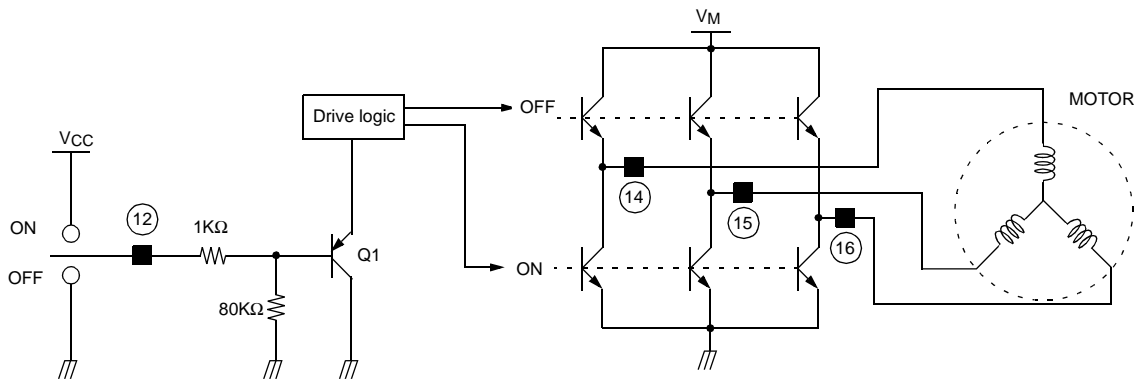 VM
Drive logic
OFF
MOTOR
VCC
14
12
15
ON
1KΩ
16
Q1
ON
OFF
80KΩ